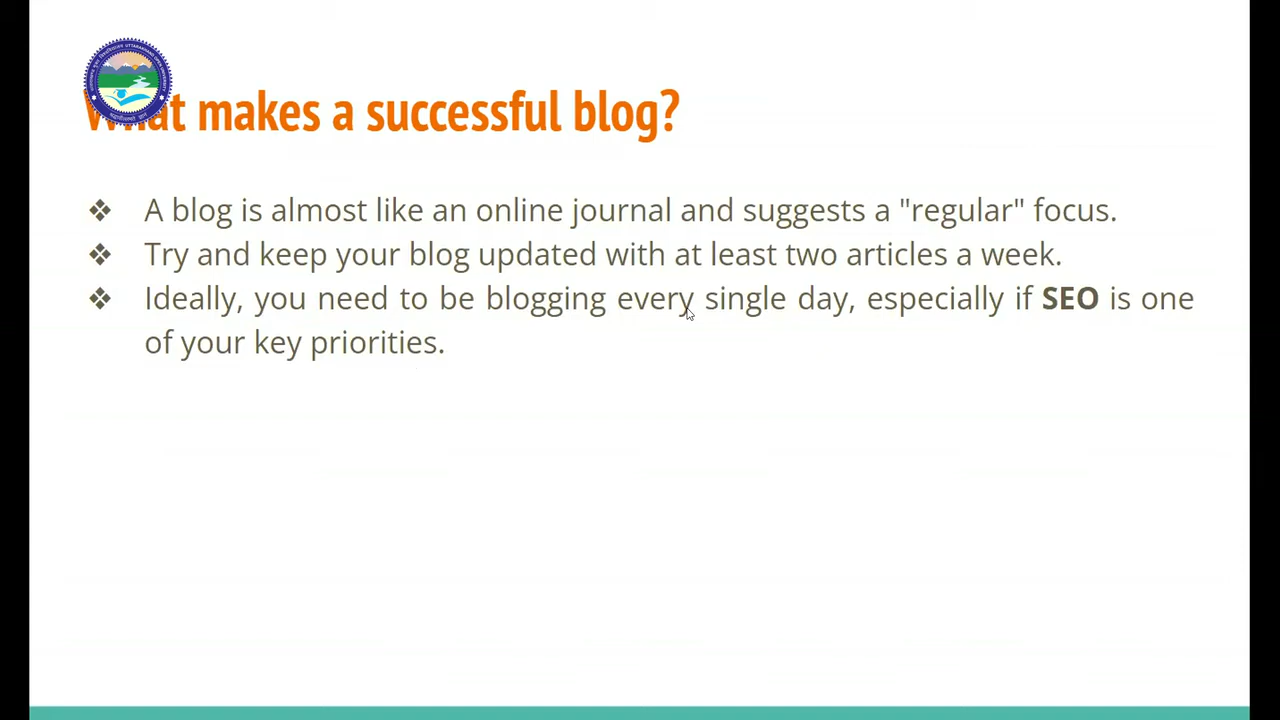 What makes a successful blog?
❖ A blog is almost like an online journal and suggests a "regular" focus.
❖ Try and keep your blog updated with at least two articles a week.
❖ Ideally, you need to be blogging every single day, especially if SEO is one
of your key priorities.